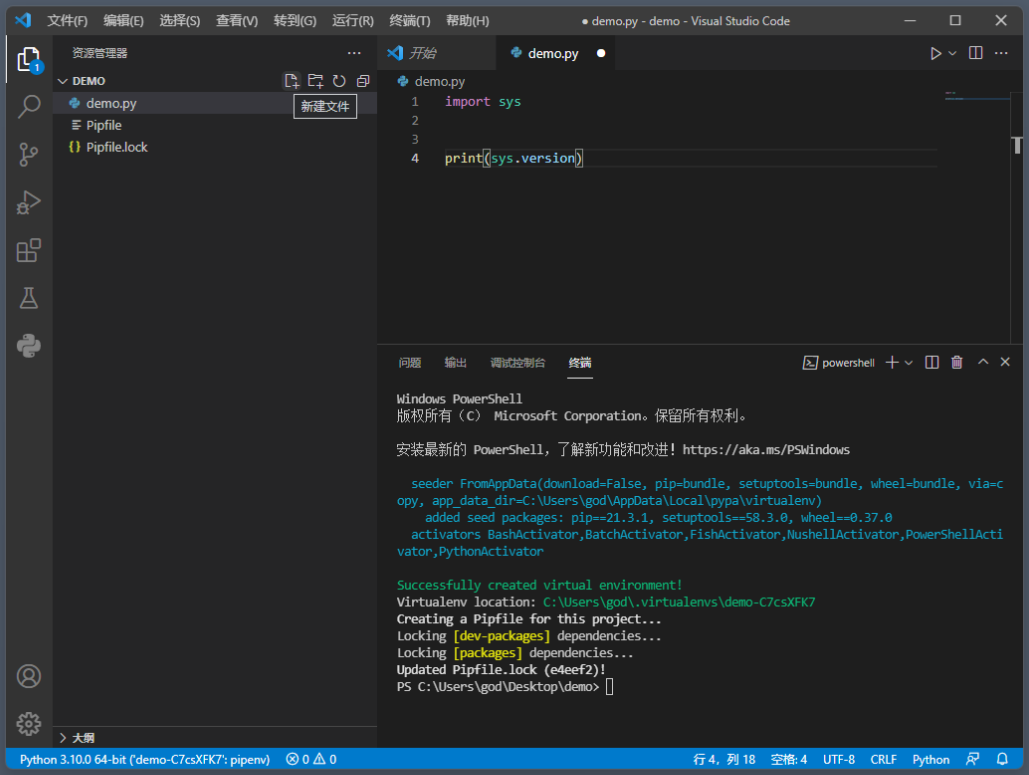 文件(F) 编辑(E) 选择(S) 查看(V) 转到(G) 运行(R) 终端(T) 帮助(H) ● demo.py - demo - Visual Studio Code
资源管理器
DEMO
新建文件
demo.py
Pipfile
{} Pipfile.lock
大纲
1
开始
demo.py ●
demo.py
1 import sys
2
3
4 print(sys.version)
问题 输出 调试控制台 终端 powershell
Windows PowerShell
版权所有（C） Microsoft Corporation。保留所有权利。
安装最新的 PowerShell，了解新功能和改进！https://aka.ms/PSWindows
seeder FromAppData(download=False, pip=bundle, setuptools=bundle, wheel=bundle, via=c
opy, app_data_dir=C:\Users\god\AppData\Local\pypa\virtualenv)
added seed packages: pip==21.3.1, setuptools==58.3.0, wheel==0.37.0
activators BashActivator,BatchActivator,FishActivator,NushellActivator,PowerShellActi
vator,PythonActivator
Successfully created virtual environment!
Virtualenv location: C:\Users\god\.virtualenvs\demo-C7csXFK7
Creating a Pipfile for this project...
Locking [dev-packages] dependencies...
Locking [packages] dependencies...
Updated Pipfile.lock (e4eef2)!
PS C:\Users\god\Desktop\demo>
Python 3.10.0 64-bit ('demo-C7csXFK7': pipenv) 0 0 行 4，列 18 空格: 4 UTF-8 CRLF Python